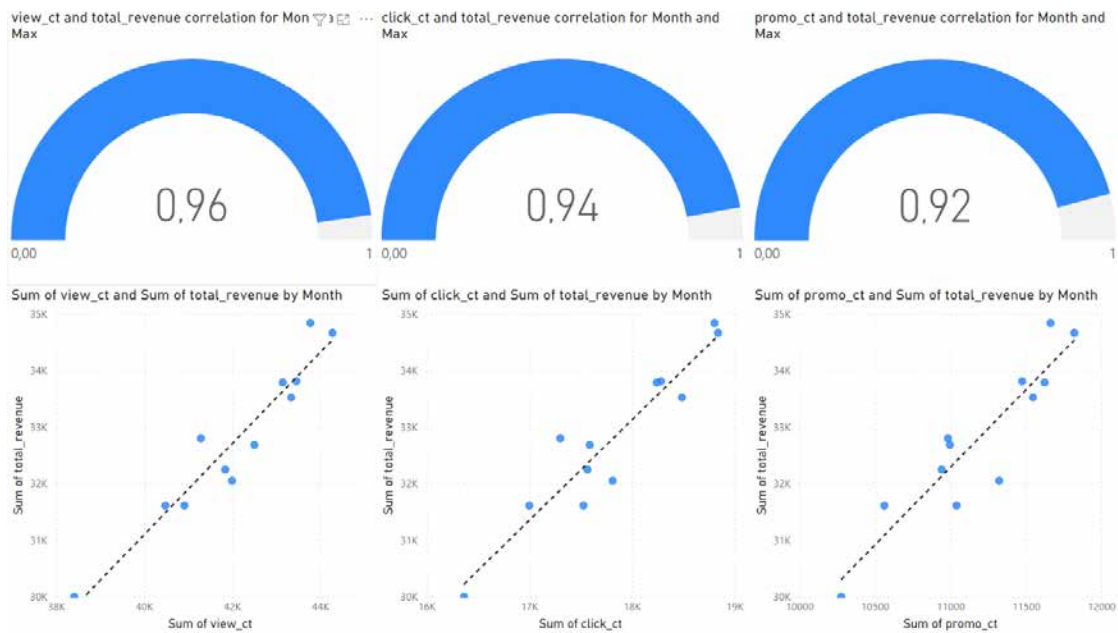 view_ct and total_revenue correlation for Mon
Max
0,96
0,00
1
click_ct and total_revenue correlation for Month and
Max
0,94
0,00
1
promo_ct and total_revenue correlation for Month and
Max
0,92
0,00
1
Sum of view_ct and Sum of total_revenue by Month
Sum of total_revenue
35K
34K
33K
32K
31K
30K
38K
40K
42K
44K
Sum of view_ct
Sum of click_ct and Sum of total_revenue by Month
Sum of total_revenue
35K
34K
33K
32K
31K
30K
16K
17K
18K
19K
Sum of click_ct
Sum of promo_ct and Sum of total_revenue by Month
Sum of total_revenue
35K
34K
33K
32K
31K
30K
10000
10500
11000
11500
12000
Sum of promo_ct